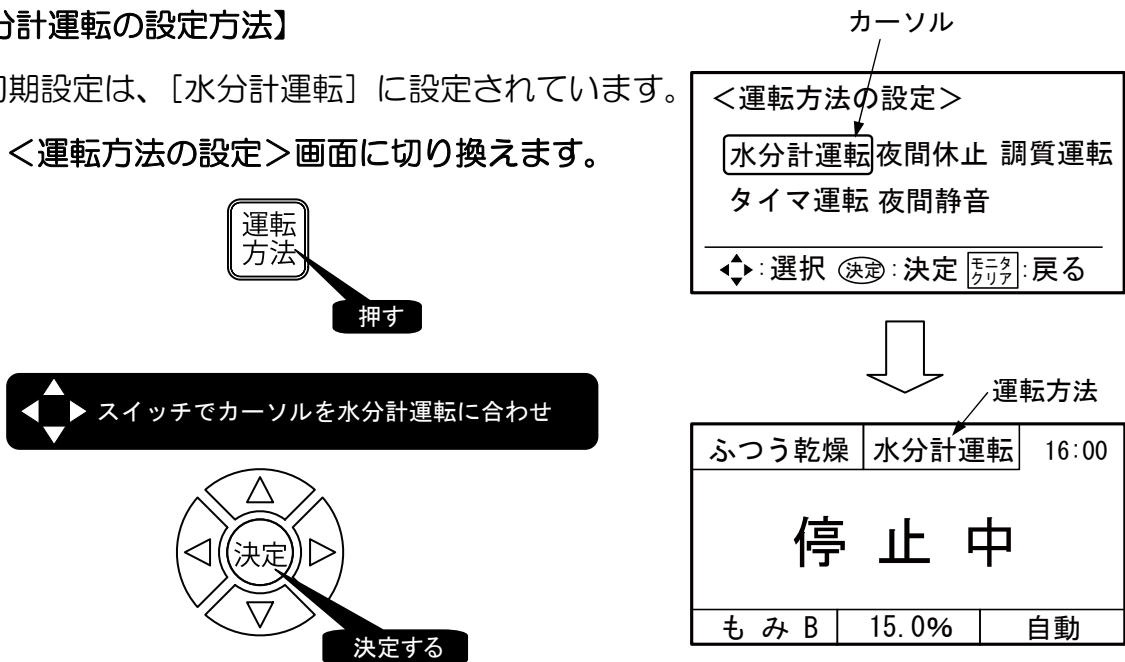 分計運転の設定方法】
初期設定は、［水分計運転］に設定されています。
＜運転方法の設定＞画面に切り換えます。
運転
方法
押す
スイッチでカーソルを水分計運転に合わせ
決定
決定する
カーソル
＜運転方法の設定＞
水分計運転 夜間休止 調質運転
タイマ運転 夜間静音
:選択 決定:決定 モニタクリア:戻る
運転方法
ふつう乾燥 水分計運転 16:00
停止中
もみB 15.0% 自動